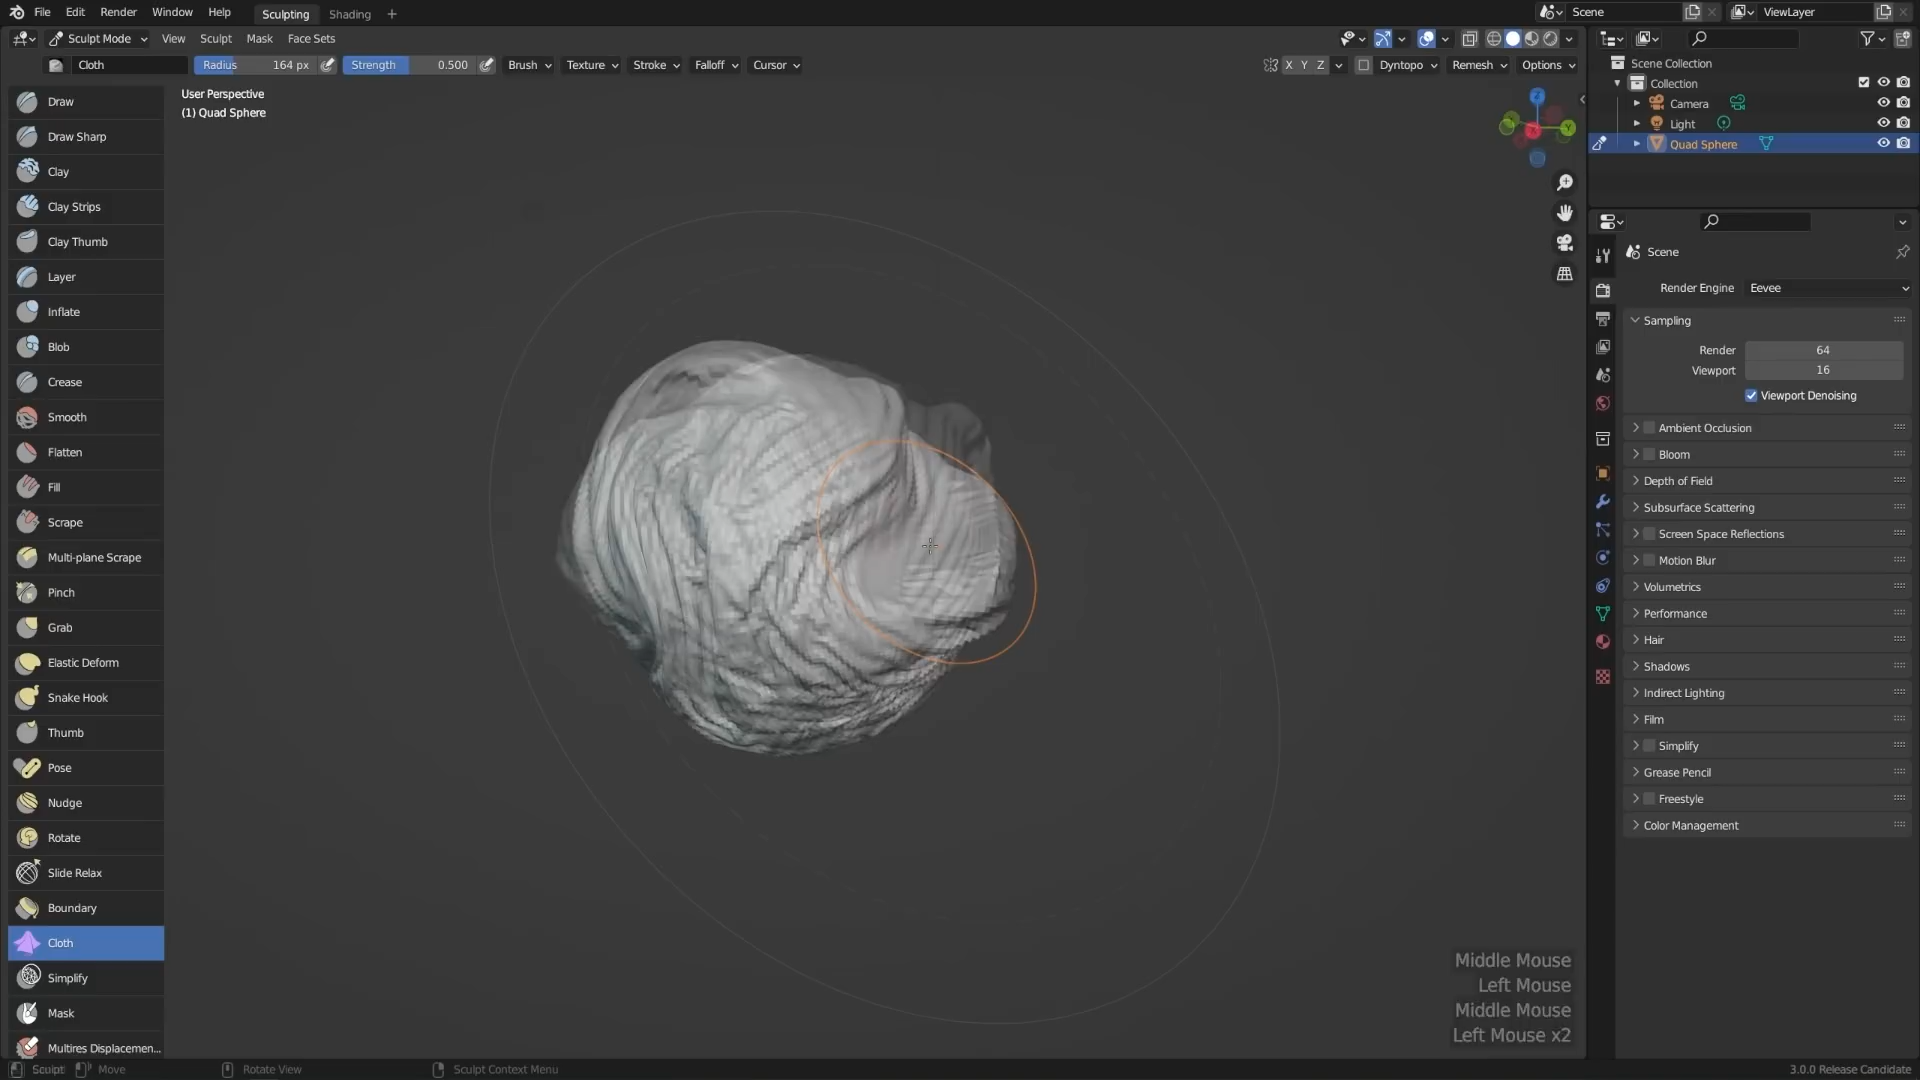 File Edit Render Window Help Sculpting Shading + Scene ViewLayer
Sculpt Mode View Sculpt Mask Face Sets
Cloth Radius 164 px Strength 0.500 Brush Texture Stroke Falloff Cursor X Y Z Dyntopo Remesh Options
User Perspective
(1) Quad Sphere
Draw
Draw Sharp
Clay
Clay Strips
Clay Thumb
Layer
Inflate
Blob
Crease
Smooth
Flatten
Fill
Scrape
Multi-plane Scrape
Pinch
Grab
Elastic Deform
Snake Hook
Thumb
Pose
Nudge
Rotate
Slide Relax
Boundary
Cloth
Simplify
Mask
Multires Displacemen...
Z
Y
X
Middle Mouse
Left Mouse
Middle Mouse
Left Mouse x2
Scene Collection
Collection
Camera
Light
Quad Sphere
Scene
Render Engine Eevee
Sampling
Render 64
Viewport 16
Viewport Denoising
Ambient Occlusion
Bloom
Depth of Field
Subsurface Scattering
Screen Space Reflections
Motion Blur
Volumetrics
Performance
Hair
Shadows
Indirect Lighting
Film
Simplify
Grease Pencil
Freestyle
Color Management
Sculpt Move Rotate View Sculpt Context Menu 3.0.0 Release Candidate